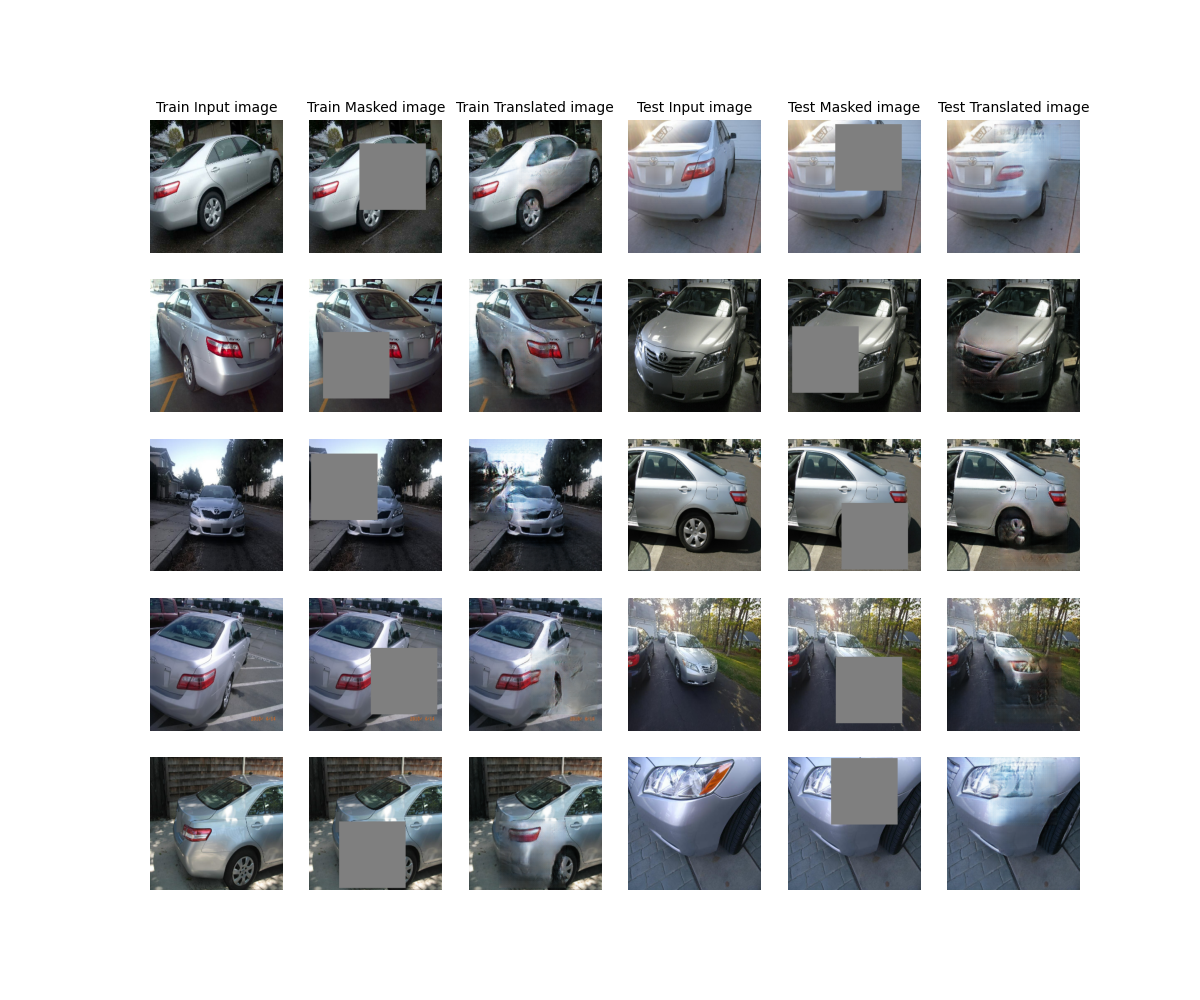 Train Input image
Train Masked image
Train Translated image
Test Input image
Test Masked image
Test Translated image